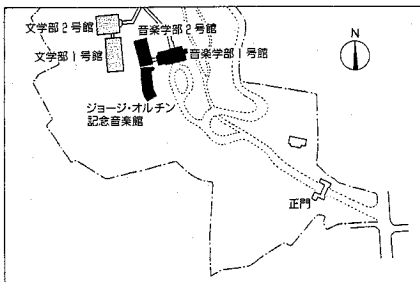 文学部2号館
音楽学部2号館
文学部1号館
音楽学部1号館
ジョージ・オルチン
記念音楽館
N
正門